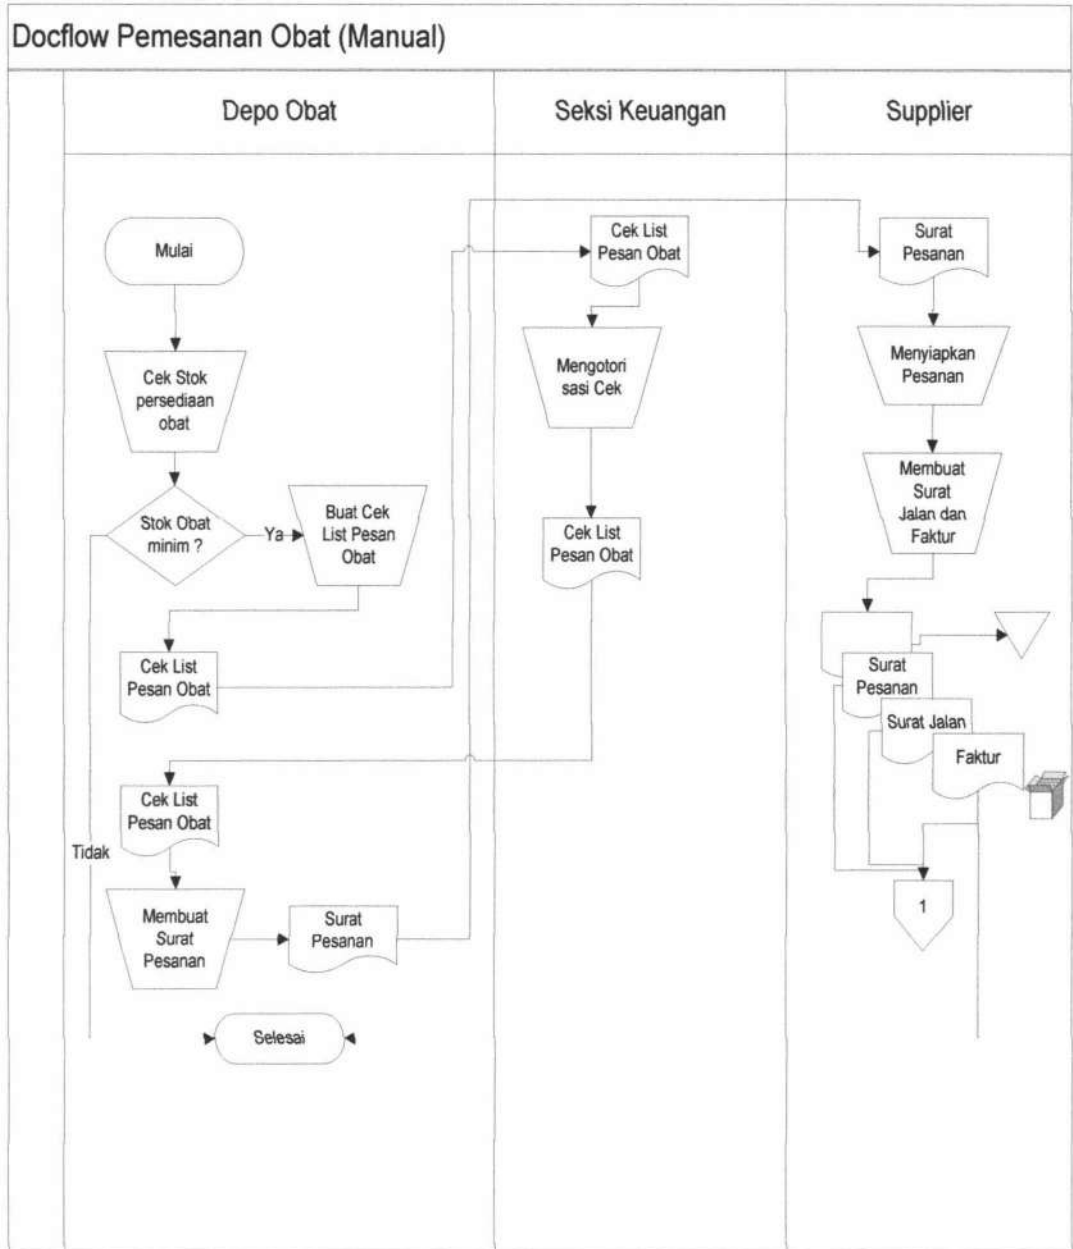 Docflow Pemesanan Obat (Manual)
Depo Obat
Seksi Keuangan
Supplier
Mulai
Cek Stok
persediaan
obat
Stok Obat
minim ?
Ya
Buat Cek
List Pesan
Obat
Cek List
Pesan Obat
Cek List
Pesan Obat
Tidak
Membuat
Surat
Pesanan
Surat
Pesanan
Selesai
Cek List
Pesan Obat
Mengotori
sasi Cek
Cek List
Pesan Obat
Surat
Pesanan
Menyiapkan
Pesanan
Membuat
Surat
Jalan dan
Faktur
Surat
Pesanan
Surat Jalan
Faktur
1